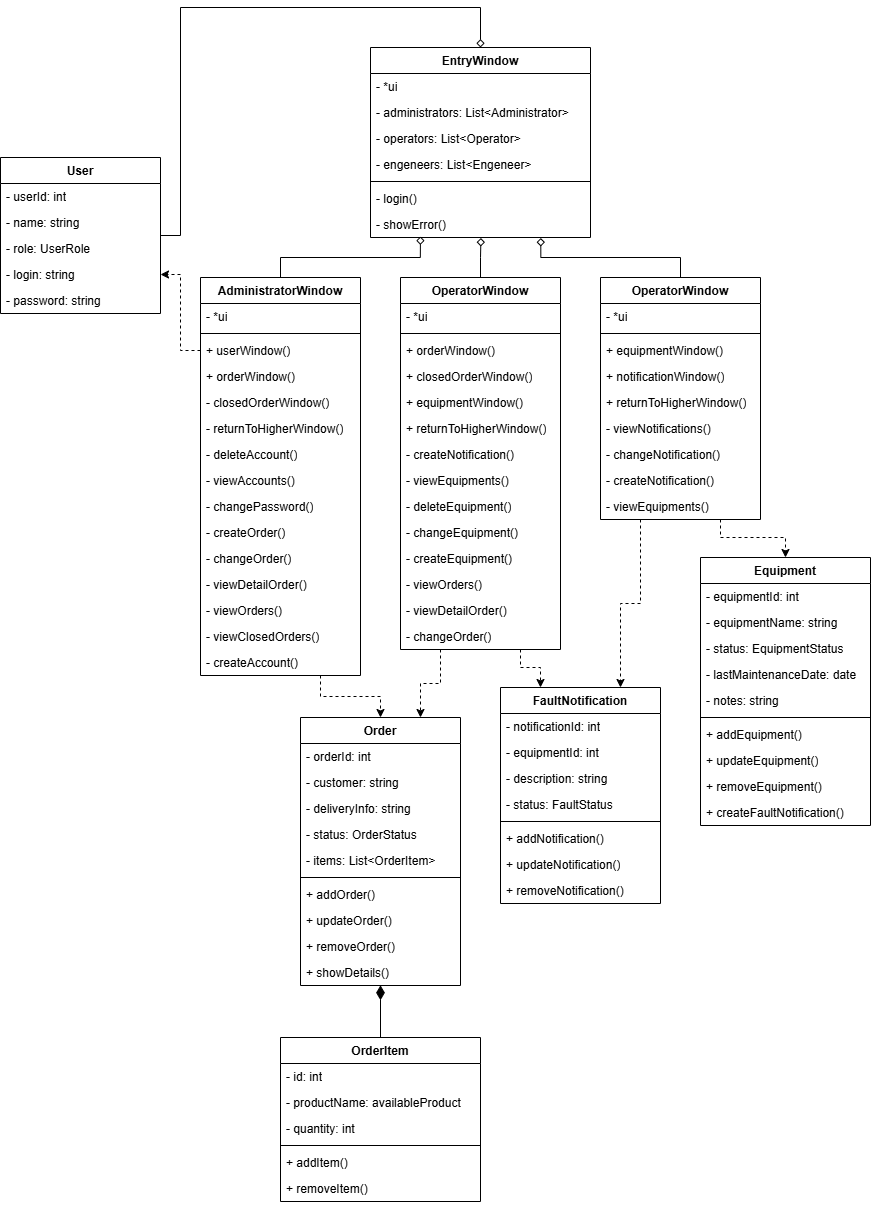 EntryWindow
- *ui
- administrators: List<Administrator>
- operators: List<Operator>
- engeneers: List<Engeneer>
- login()
- showError()
User
- userId: int
- name: string
- role: UserRole
- login: string
- password: string
AdministratorWindow
- *ui
+ userWindow()
+ orderWindow()
- closedOrderWindow()
- returnToHigherWindow()
- deleteAccount()
- viewAccounts()
- changePassword()
- createOrder()
- changeOrder()
- viewDetailOrder()
- viewOrders()
- viewClosedOrders()
- createAccount()
OperatorWindow
- *ui
+ orderWindow()
+ closedOrderWindow()
+ equipmentWindow()
+ returnToHigherWindow()
- createNotification()
- viewEquipments()
- deleteEquipment()
- changeEquipment()
- createEquipment()
- viewOrders()
- viewDetailOrder()
- changeOrder()
OperatorWindow
- *ui
+ equipmentWindow()
+ notificationWindow()
+ returnToHigherWindow()
- viewNotifications()
- changeNotification()
- createNotification()
- viewEquipments()
Equipment
- equipmentId: int
- equipmentName: string
- status: EquipmentStatus
- lastMaintenanceDate: date
- notes: string
+ addEquipment()
+ updateEquipment()
+ removeEquipment()
+ createFaultNotification()
FaultNotification
- notificationId: int
- equipmentId: int
- description: string
- status: FaultStatus
+ addNotification()
+ updateNotification()
+ removeNotification()
Order
- orderId: int
- customer: string
- deliveryInfo: string
- status: OrderStatus
- items: List<OrderItem>
+ addOrder()
+ updateOrder()
+ removeOrder()
+ showDetails()
OrderItem
- id: int
- productName: availableProduct
- quantity: int
+ addItem()
+ removeItem()